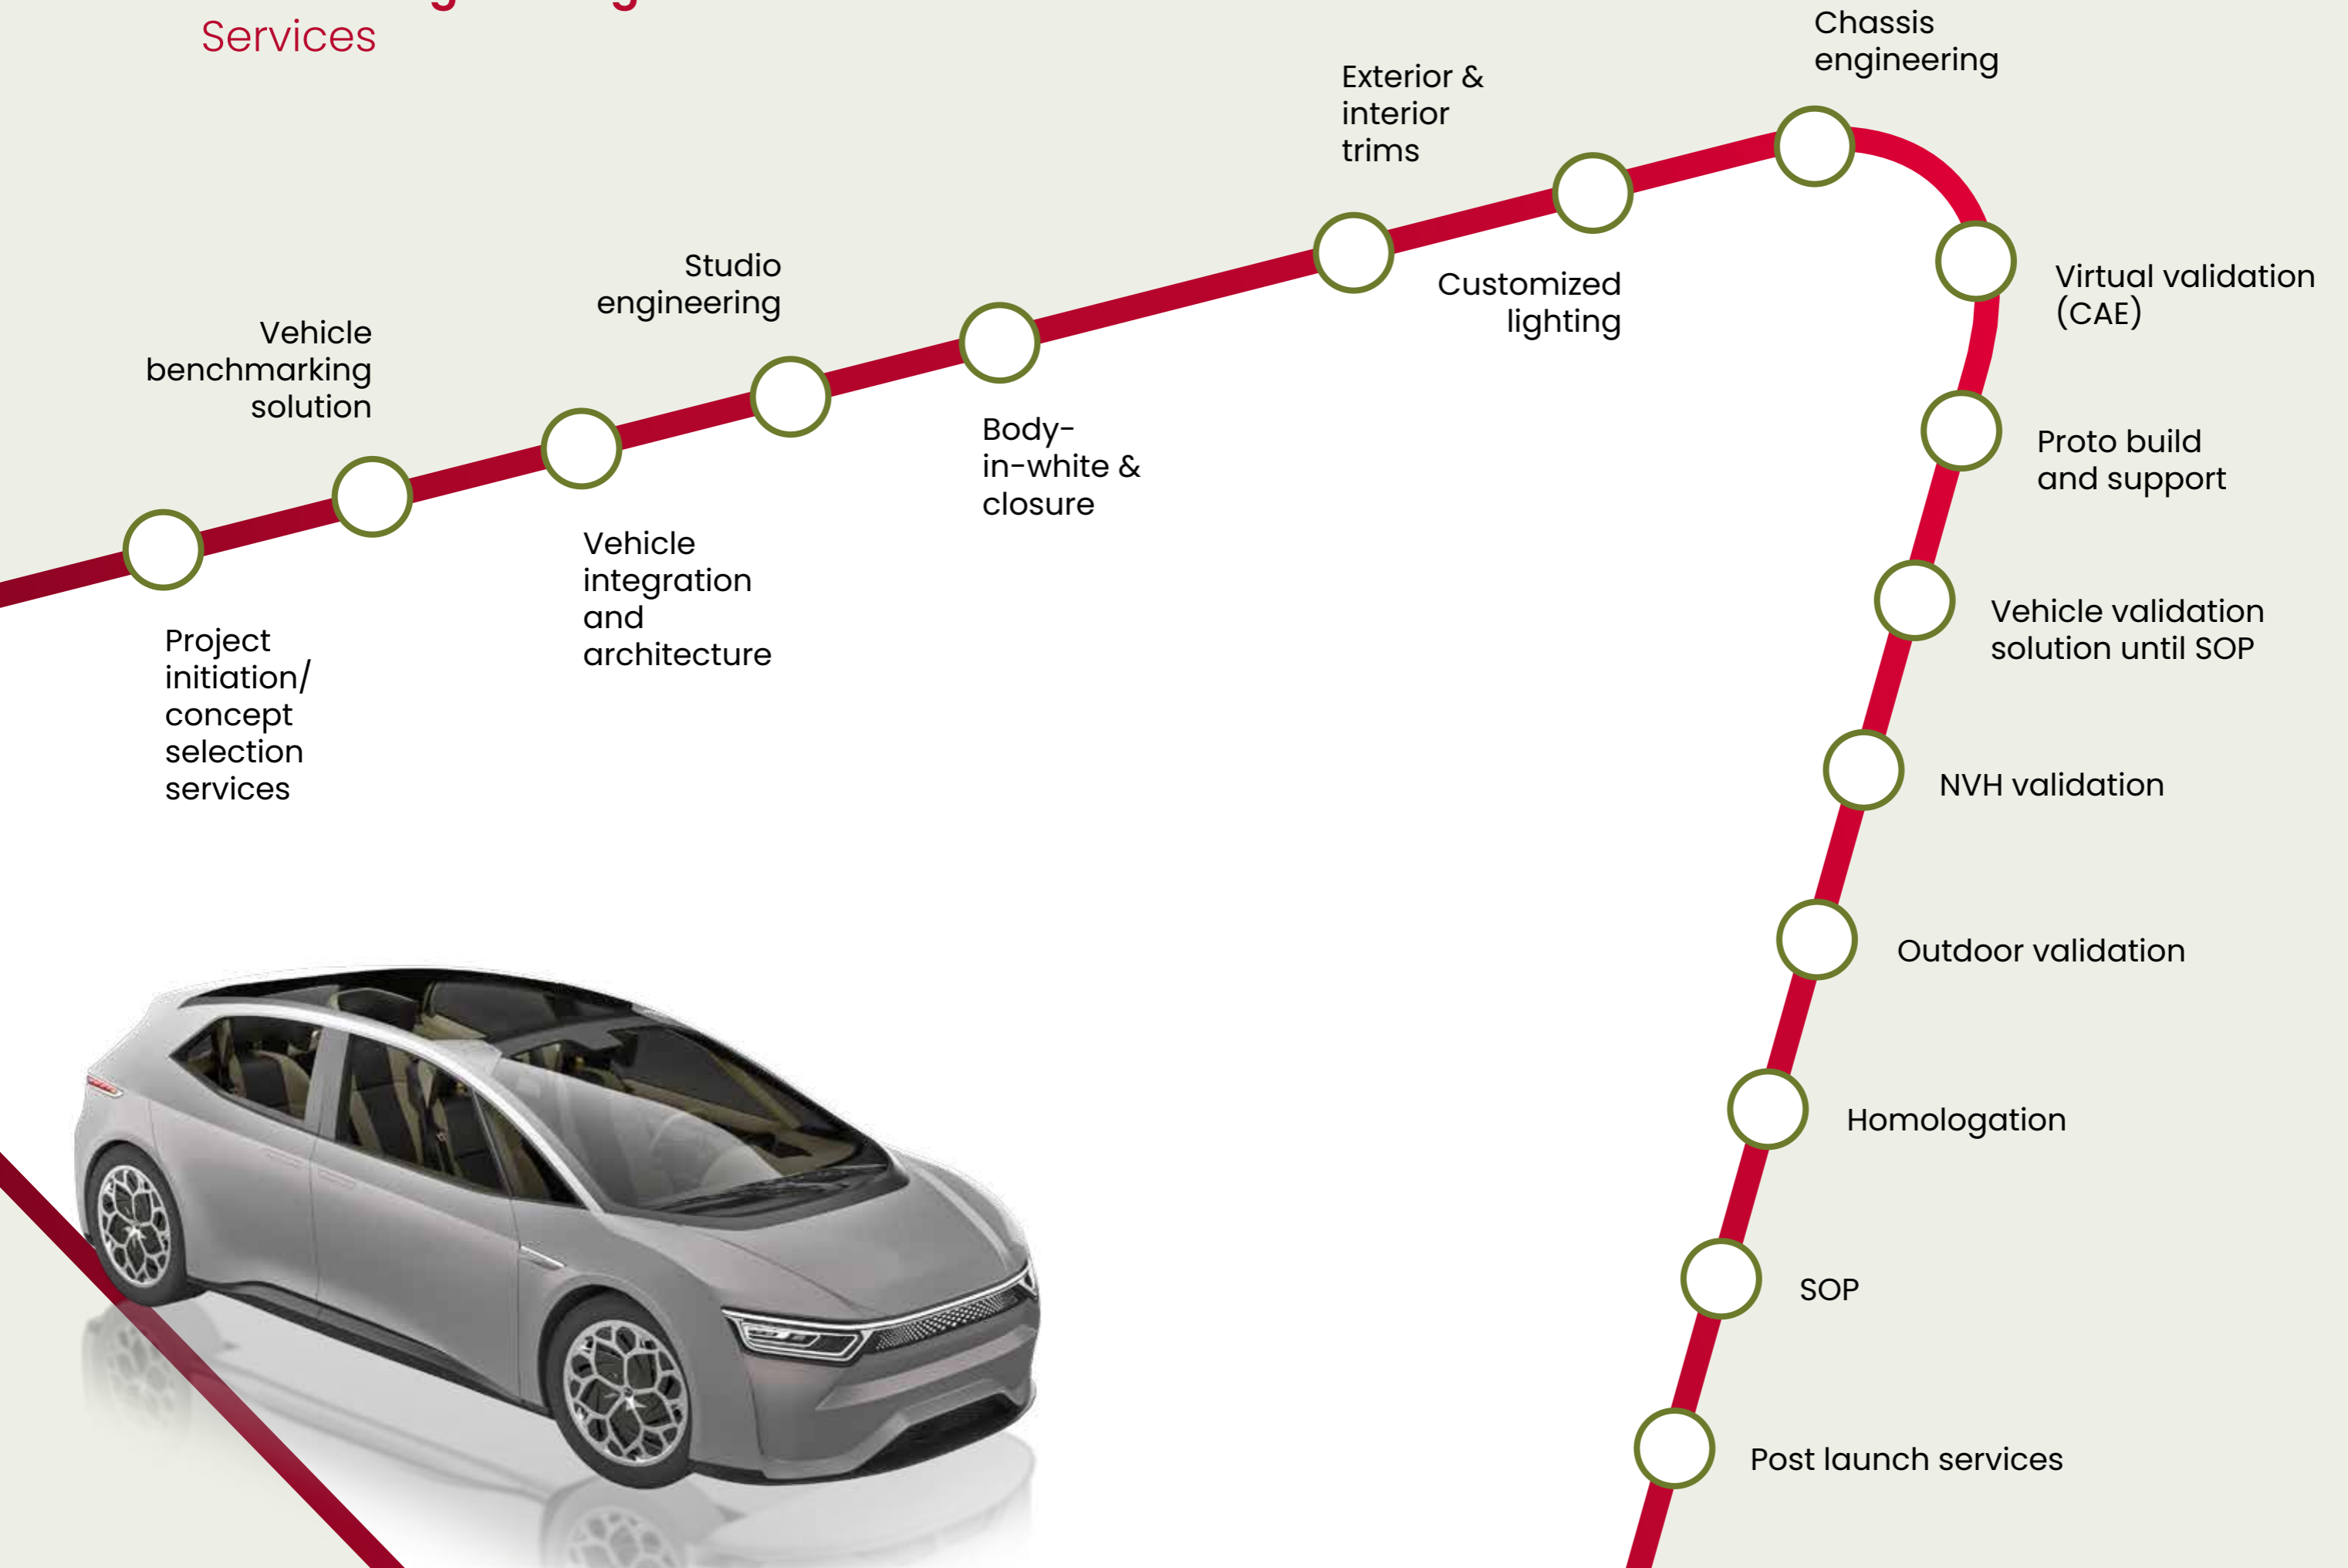 Services
Project
initiation/
concept
selection
services
Vehicle
benchmarking
solution
Vehicle
integration
and
architecture
Studio
engineering
Body-
in-white &
closure
Exterior &
interior
trims
Customized
lighting
Chassis
engineering
Virtual validation
(CAE)
Proto build
and support
Vehicle validation
solution until SOP
NVH validation
Outdoor validation
Homologation
SOP
Post launch services